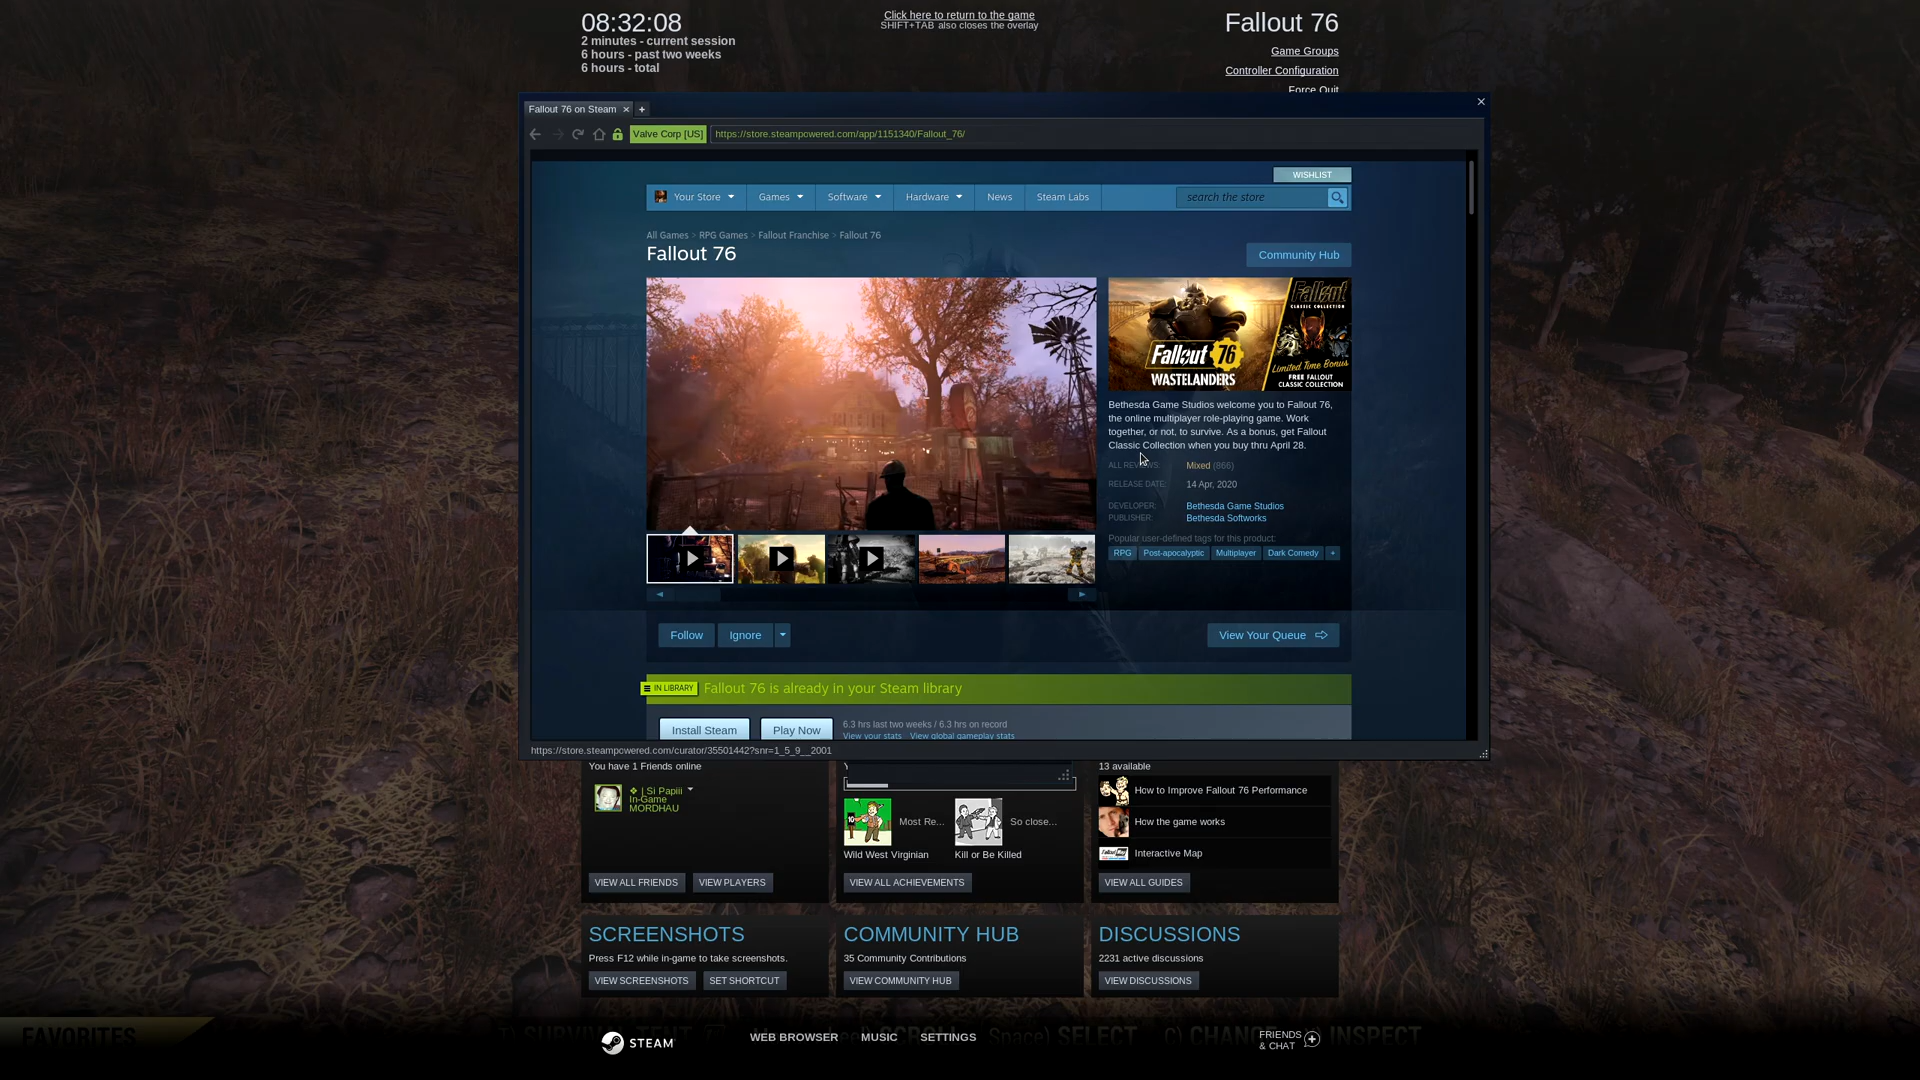 08:32:08
2 minutes - current session
6 hours - past two weeks
6 hours - total
Click here to return to the game
SHIFT+TAB also closes the overlay
Fallout 76
Game Groups
Controller Configuration
Force Quit
Fallout 76 on Steam
Valve Corp [US]
https://store.steampowered.com/app/1151340/Fallout_76/
WISHLIST
Your Store
Games
Software
Hardware
News
Steam Labs
search the store
All Games > RPG Games > Fallout Franchise > Fallout 76
Fallout 76
Community Hub
Fallout 76
WASTELANDERS
Fallout
CLASSIC COLLECTION
Limited Time Bonus
FREE FALLOUT
CLASSIC COLLECTION
Bethesda Game Studios welcome you to Fallout 76,
the online multiplayer role-playing game. Work
together, or not, to survive. As a bonus, get Fallout
Classic Collection when you buy thru April 28.
ALL REVIEWS: Mixed (866)
RELEASE DATE: 14 Apr, 2020
DEVELOPER: Bethesda Game Studios
PUBLISHER: Bethesda Softworks
Popular user-defined tags for this product:
RPG Post-apocalyptic Multiplayer Dark Comedy +
Follow
Ignore
View Your Queue
IN LIBRARY
Fallout 76 is already in your Steam library
Install Steam
Play Now
6.3 hrs last two weeks / 6.3 hrs on record
View your stats View global gameplay stats
https://store.steampowered.com/curator/35501442?snr=1_5_9__2001
You have 1 Friends online
❖ | Si Papiii
In-Game
MORDHAU
VIEW ALL FRIENDS
VIEW PLAYERS
Most Re...
So close...
Wild West Virginian
Kill or Be Killed
VIEW ALL ACHIEVEMENTS
13 available
How to Improve Fallout 76 Performance
How the game works
Interactive Map
VIEW ALL GUIDES
SCREENSHOTS
Press F12 while in-game to take screenshots.
VIEW SCREENSHOTS
SET SHORTCUT
COMMUNITY HUB
35 Community Contributions
VIEW COMMUNITY HUB
DISCUSSIONS
2231 active discussions
VIEW DISCUSSIONS
FAVORITES
Space) SELECT
INSPECT
STEAM
WEB BROWSER
MUSIC
SETTINGS
FRIENDS
& CHAT